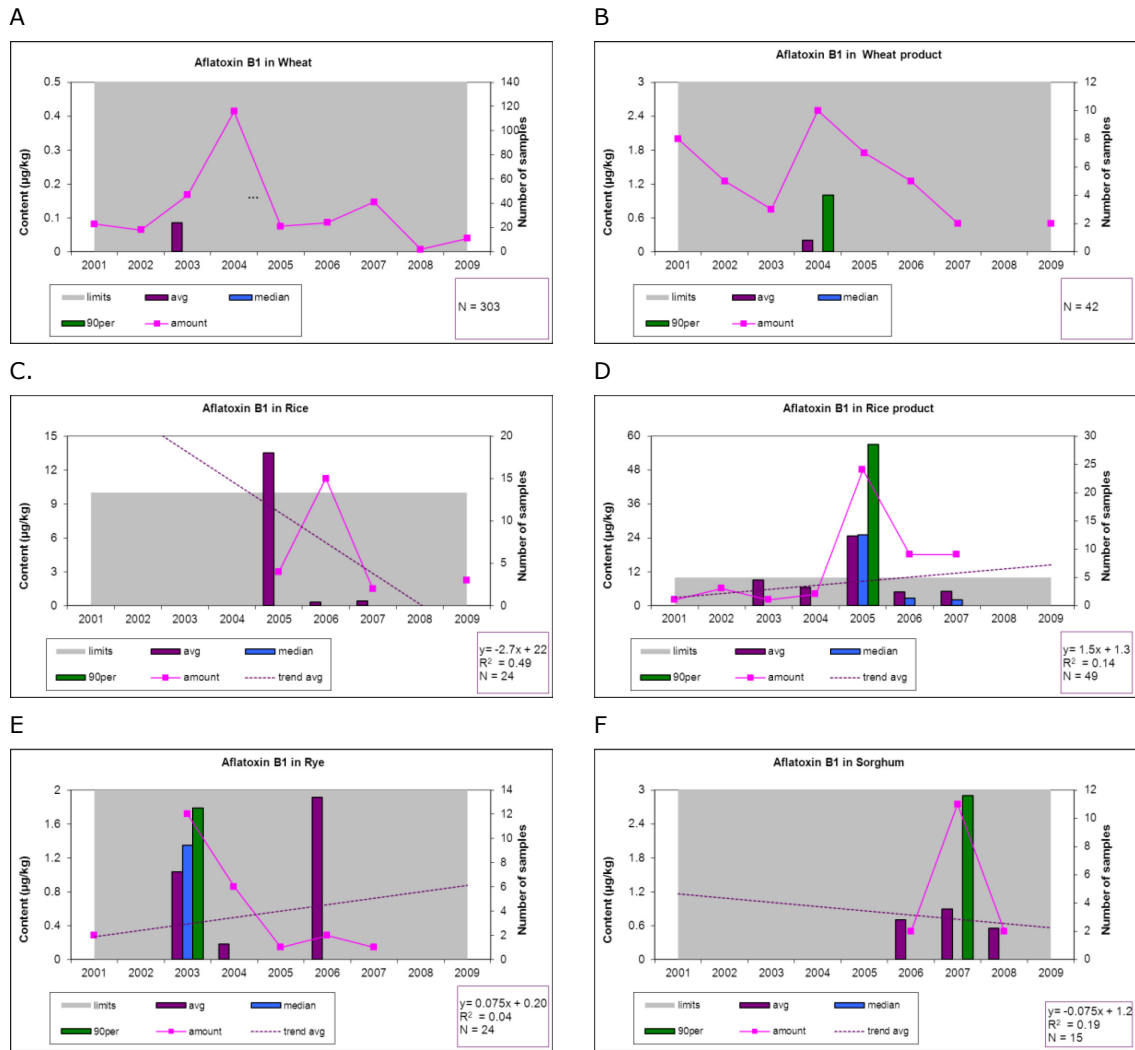 A
Aflatoxin B1 in Wheat
Content (µg/kg)
0.5
0.4
0.3
0.2
0.1
0
140
120
100
80
60
40
20
0
Number of samples
...
2001 2002 2003 2004 2005 2006 2007 2008 2009
limits avg median
90per amount
N = 303
B
Aflatoxin B1 in Wheat product
Content (µg/kg)
3
2.4
1.8
1.2
0.6
0
12
10
8
6
4
2
0
Number of samples
2001 2002 2003 2004 2005 2006 2007 2009
limits avg median
90per amount
N = 42
C.
Aflatoxin B1 in Rice
Content (µg/kg)
15
12
9
6
3
0
20
15
10
5
0
Number of samples
2001 2002 2003 2004 2005 2006 2007 2009
limits avg median
90per amount trend avg
y= -2.7x + 22
R² = 0.49
N = 24
D
Aflatoxin B1 in Rice product
Content (µg/kg)
60
48
36
24
12
0
30
25
20
15
10
5
0
Number of samples
2001 2002 2003 2004 2005 2006 2007 2009
limits avg median
90per amount trend avg
y= 1.5x + 1.3
R² = 0.14
N = 49
E
Aflatoxin B1 in Rye
Content (µg/kg)
2
1.6
1.2
0.8
0.4
0
14
12
10
8
6
4
2
0
Number of samples
2001 2002 2003 2004 2005 2006 2007 2009
limits avg median
90per amount trend avg
y= 0.075x + 0.20
R² = 0.04
N = 24
F
Aflatoxin B1 in Sorghum
Content (µg/kg)
3
2.4
1.8
1.2
0.6
0
12
10
8
6
4
2
0
Number of samples
2001 2002 2003 2004 2005 2006 2007 2008 2009
limits avg median
90per amount trend avg
y= -0.075x + 1.2
R² = 0.19
N = 15